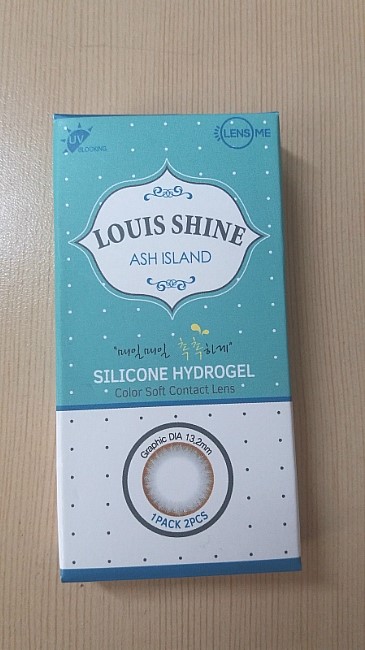 UV
BLOCKING
LENS ME
LOUIS SHINE
ASH ISLAND
"매일매일 촉촉하게"
SILICONE HYDROGEL
Color Soft Contact Lens
Graphic DIA 13.2mm
1PACK 2PCS